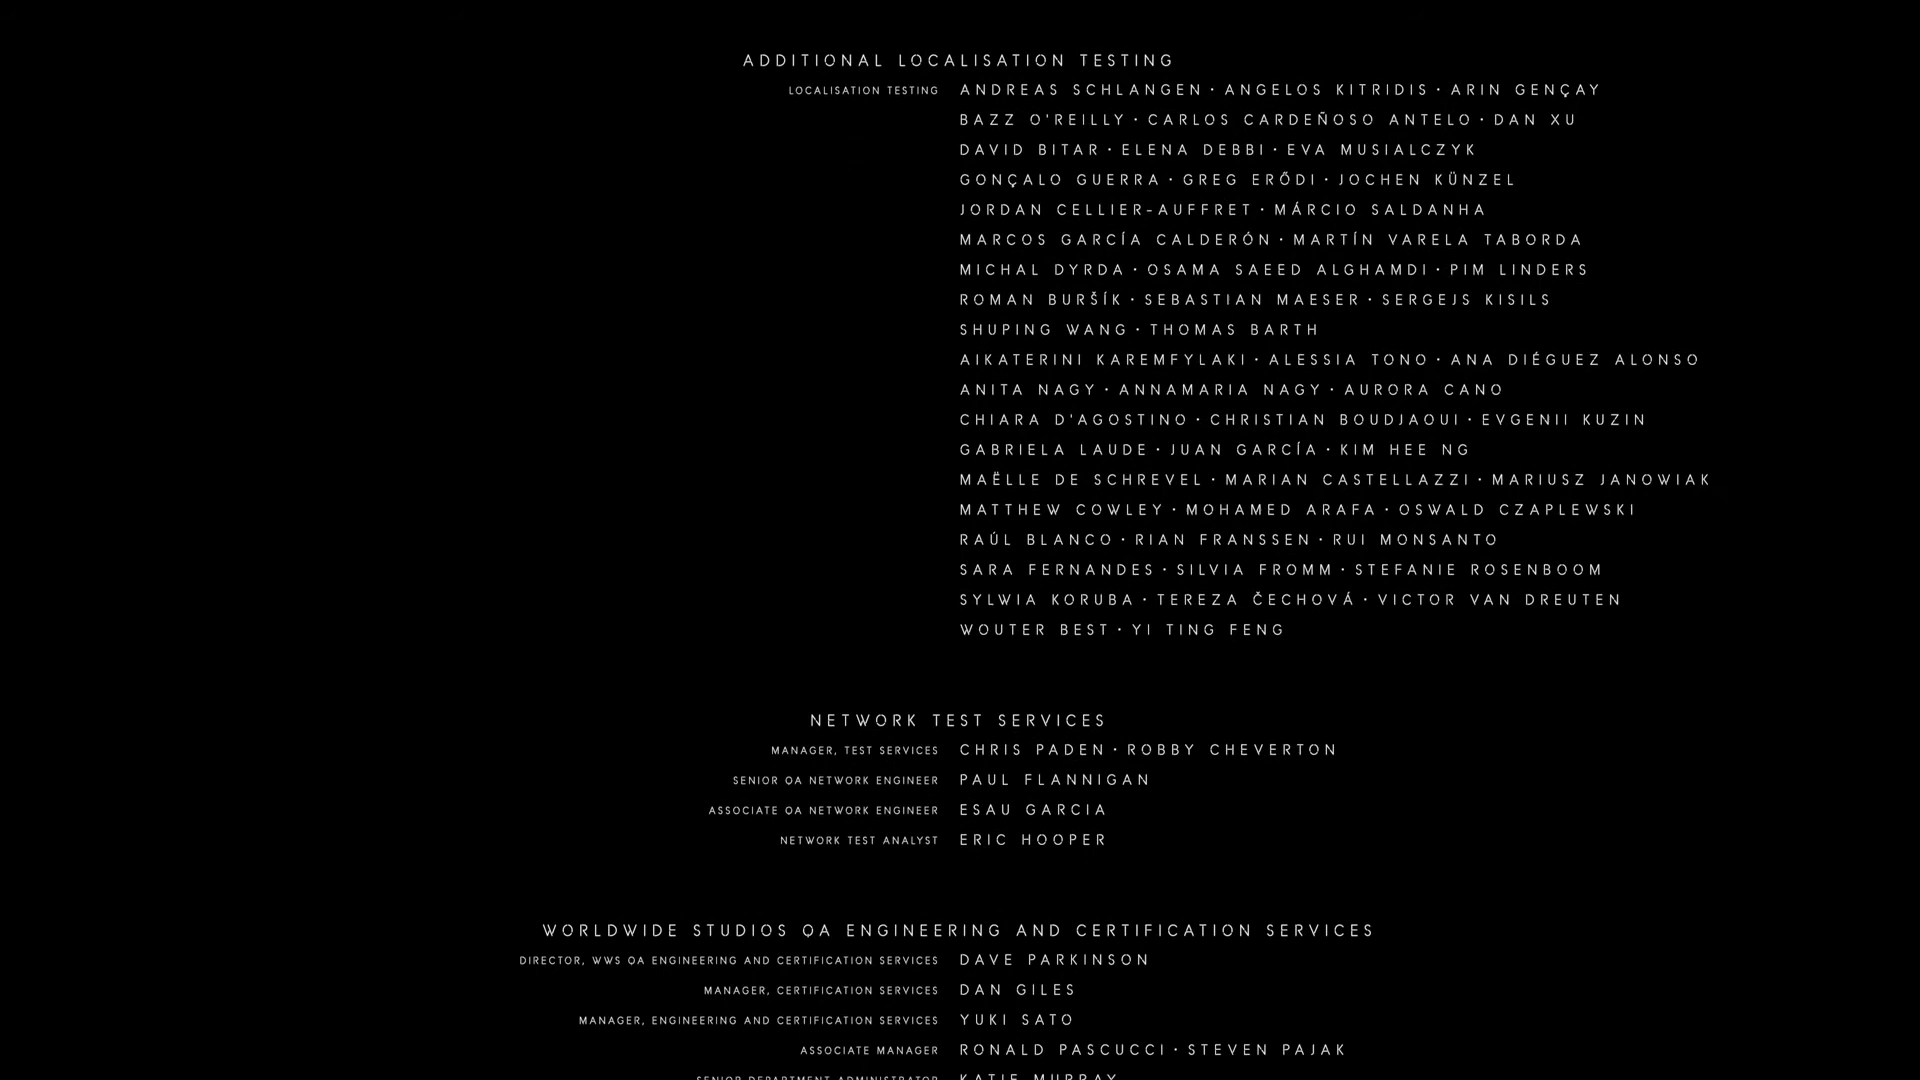 ADDITIONAL LOCALISATION TESTING
LOCALISATION TESTING ANDREAS SCHLANGEN · ANGELOS KITRIDIS · ARIN GENÇAY
BAZZ O'REILLY · CARLOS CARDEÑOSO ANTELO · DAN XU
DAVID BITAR · ELENA DEBBI · EVA MUSIALCZYK
GONÇALO GUERRA · GREG ERŐDI · JOCHEN KÜNZEL
JORDAN CELLIER-AUFFRET · MÁRCIO SALDANHA
MARCOS GARCÍA CALDERÓN · MARTÍN VARELA TABORDA
MICHAL DYRDA · OSAMA SAEED ALGHAMDI · PIM LINDERS
ROMAN BURŠÍK · SEBASTIAN MAESER · SERGEJS KISILS
SHUPING WANG · THOMAS BARTH
AIKATERINI KAREMFYLAKI · ALESSIA TONO · ANA DIÉGUEZ ALONSO
ANITA NAGY · ANNAMARIA NAGY · AURORA CANO
CHIARA D'AGOSTINO · CHRISTIAN BOUDJAOUI · EVGENII KUZIN
GABRIELA LAUDE · JUAN GARCÍA · KIM HEE NG
MAËLLE DE SCHREVEL · MARIAN CASTELLAZZI · MARIUSZ JANOWIAK
MATTHEW COWLEY · MOHAMED ARAFA · OSWALD CZAPLEWSKI
RAÚL BLANCO · RIAN FRANSSEN · RUI MONSANTO
SARA FERNANDES · SILVIA FROMM · STEFANIE ROSENBOOM
SYLWIA KORUBA · TEREZA ČECHOVÁ · VICTOR VAN DREUTEN
WOUTER BEST · YI TING FENG
NETWORK TEST SERVICES
MANAGER, TEST SERVICES CHRIS PADEN · ROBBY CHEVERTON
SENIOR QA NETWORK ENGINEER PAUL FLANNIGAN
ASSOCIATE QA NETWORK ENGINEER ESAU GARCIA
NETWORK TEST ANALYST ERIC HOOPER
WORLDWIDE STUDIOS QA ENGINEERING AND CERTIFICATION SERVICES
DIRECTOR, WWS QA ENGINEERING AND CERTIFICATION SERVICES DAVE PARKINSON
MANAGER, CERTIFICATION SERVICES DAN GILES
MANAGER, ENGINEERING AND CERTIFICATION SERVICES YUKI SATO
ASSOCIATE MANAGER RONALD PASCUCCI · STEVEN PAJAK
SENIOR DEPARTMENT ADMINISTRATOR KATIE MURRAY